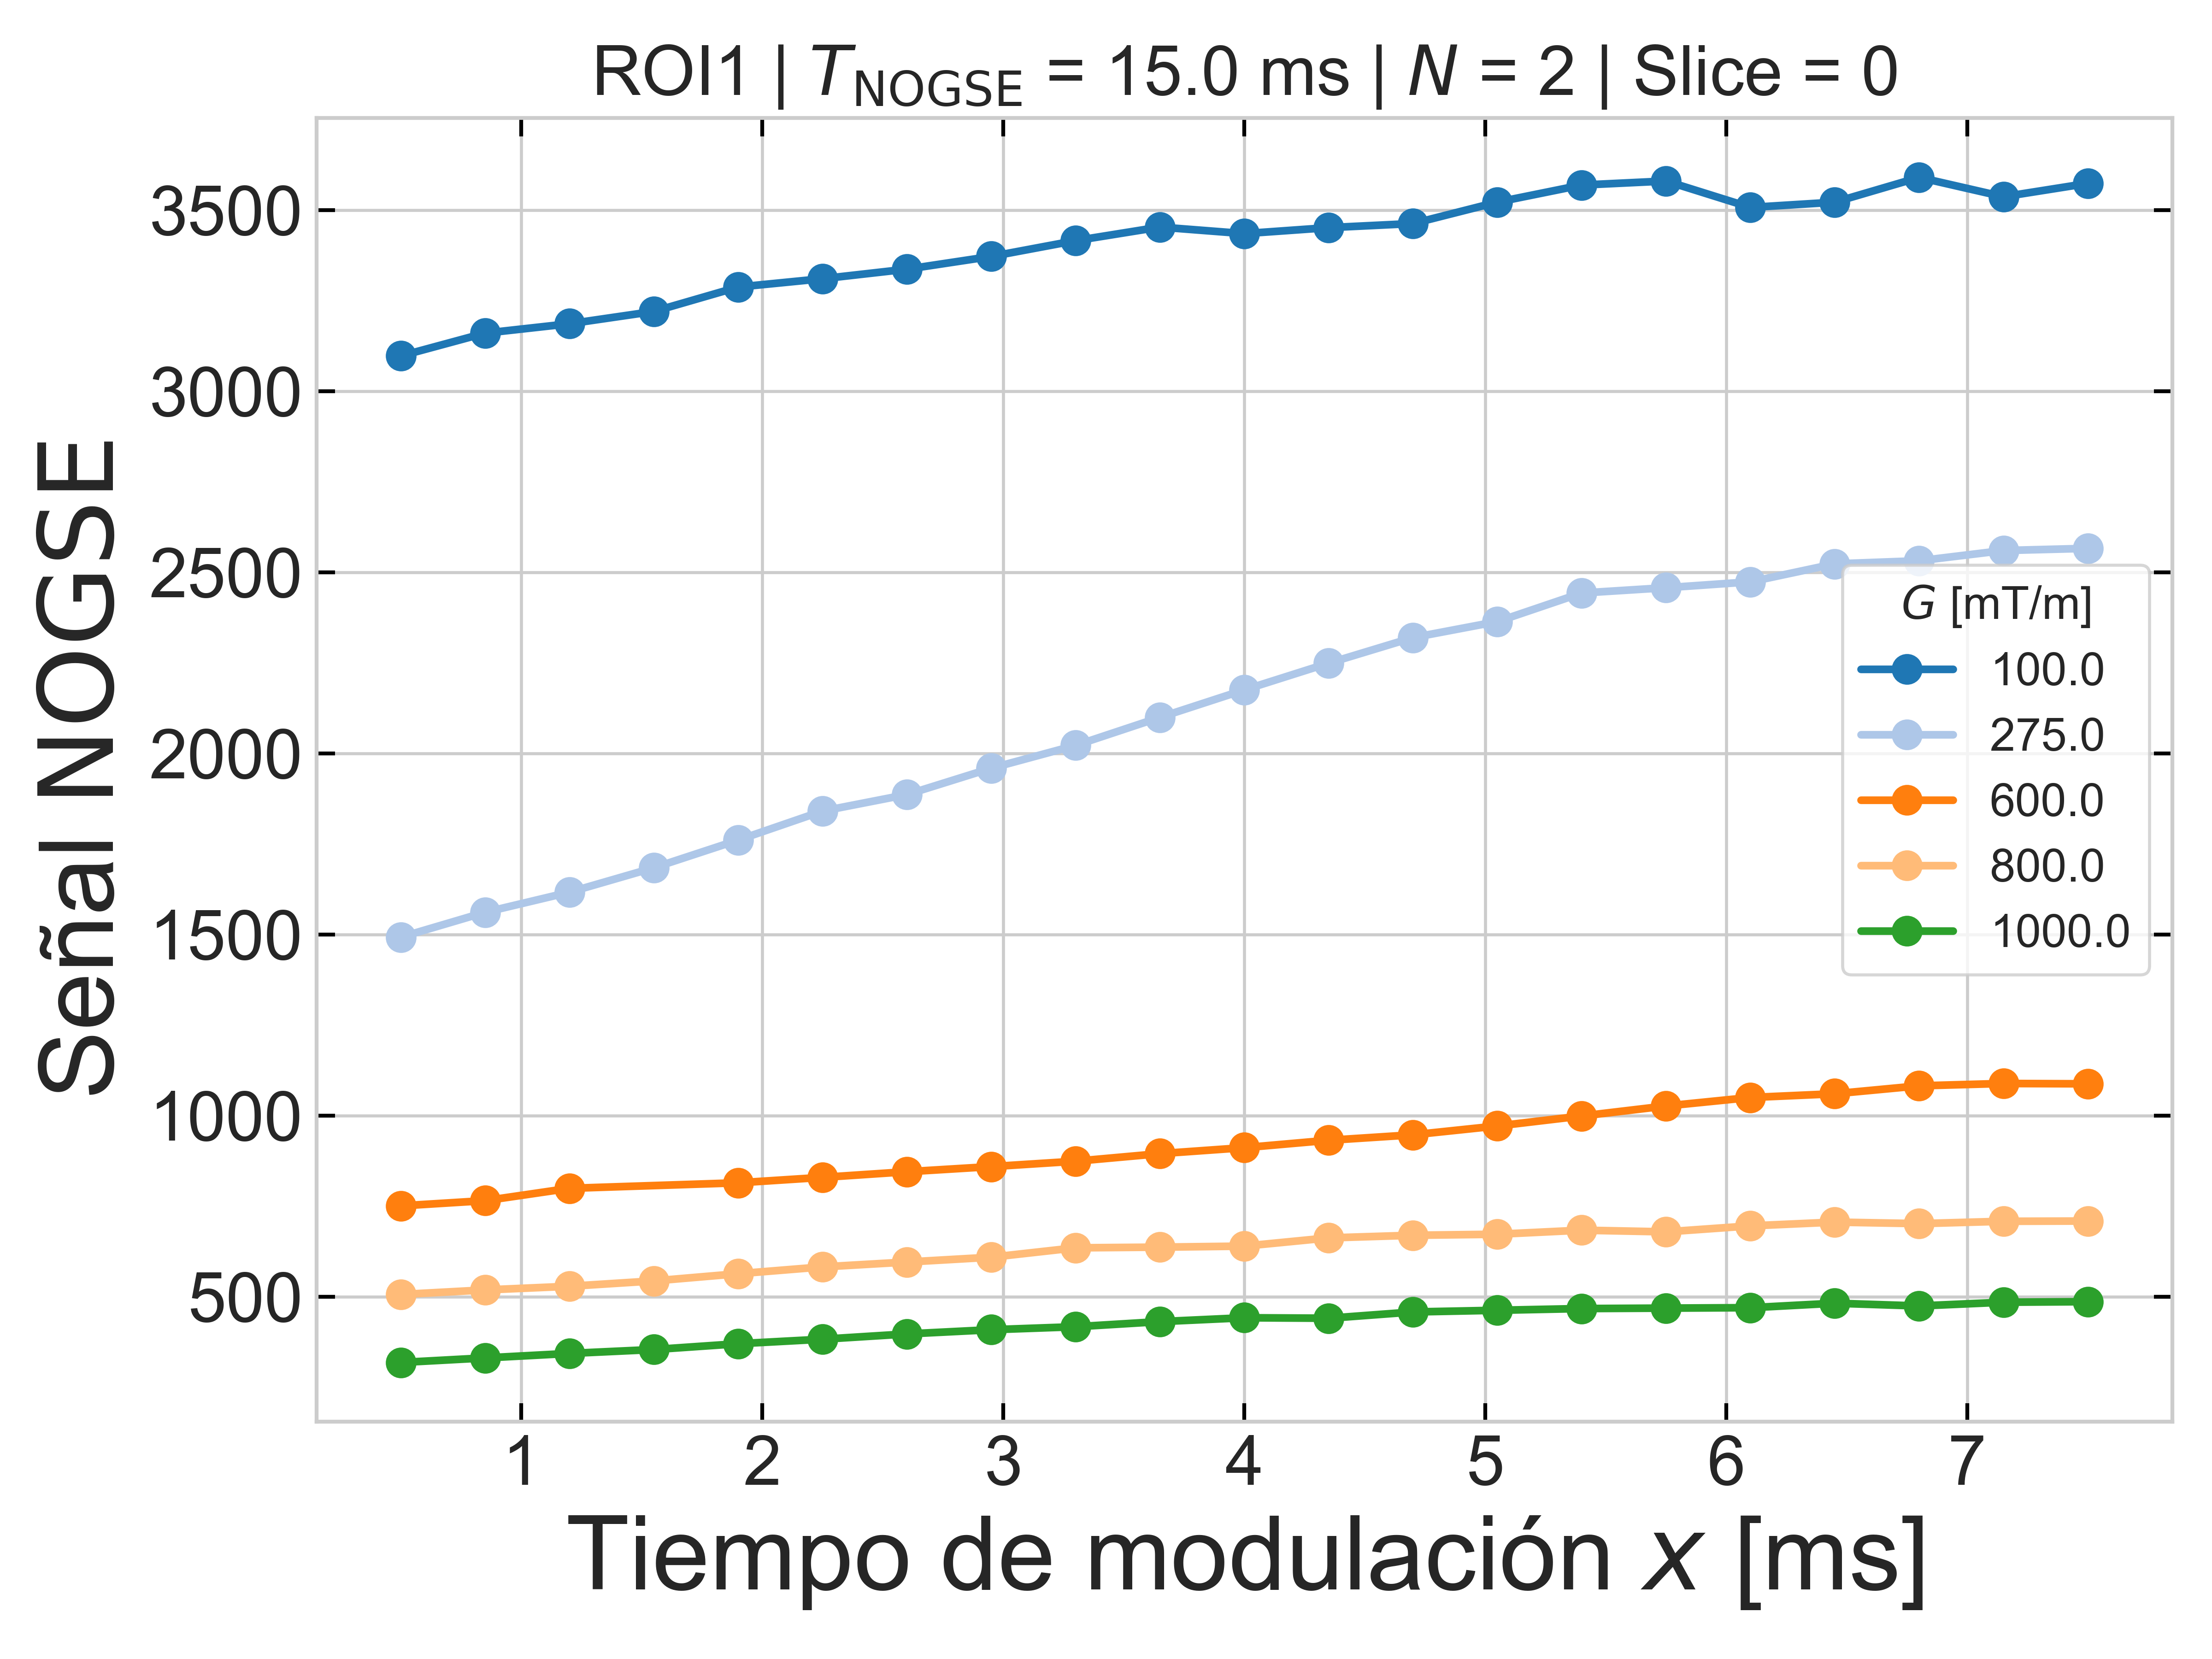 ROI1 | T_NOGSE = 15.0 ms | N = 2 | Slice = 0
Señal NOGSE
3500
3000
2500
2000
1500
1000
500
G [mT/m]
100.0
275.0
600.0
800.0
1000.0
1 2 3 4 5 6 7
Tiempo de modulación x [ms]